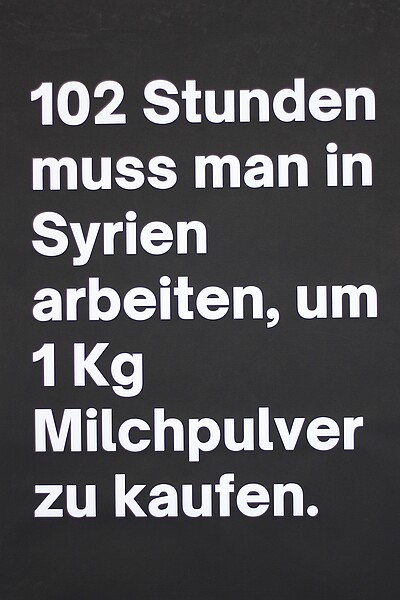 102 Stunden
muss man in
Syrien
arbeiten, um
1 Kg
Milchpulver
zu kaufen.